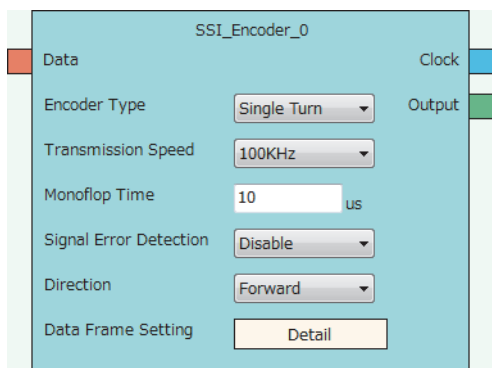 SSI_Encoder_0
Data Clock
Encoder Type Single Turn Output
Transmission Speed 100KHz
Monoflop Time 10 us
Signal Error Detection Disable
Direction Forward
Data Frame Setting Detail